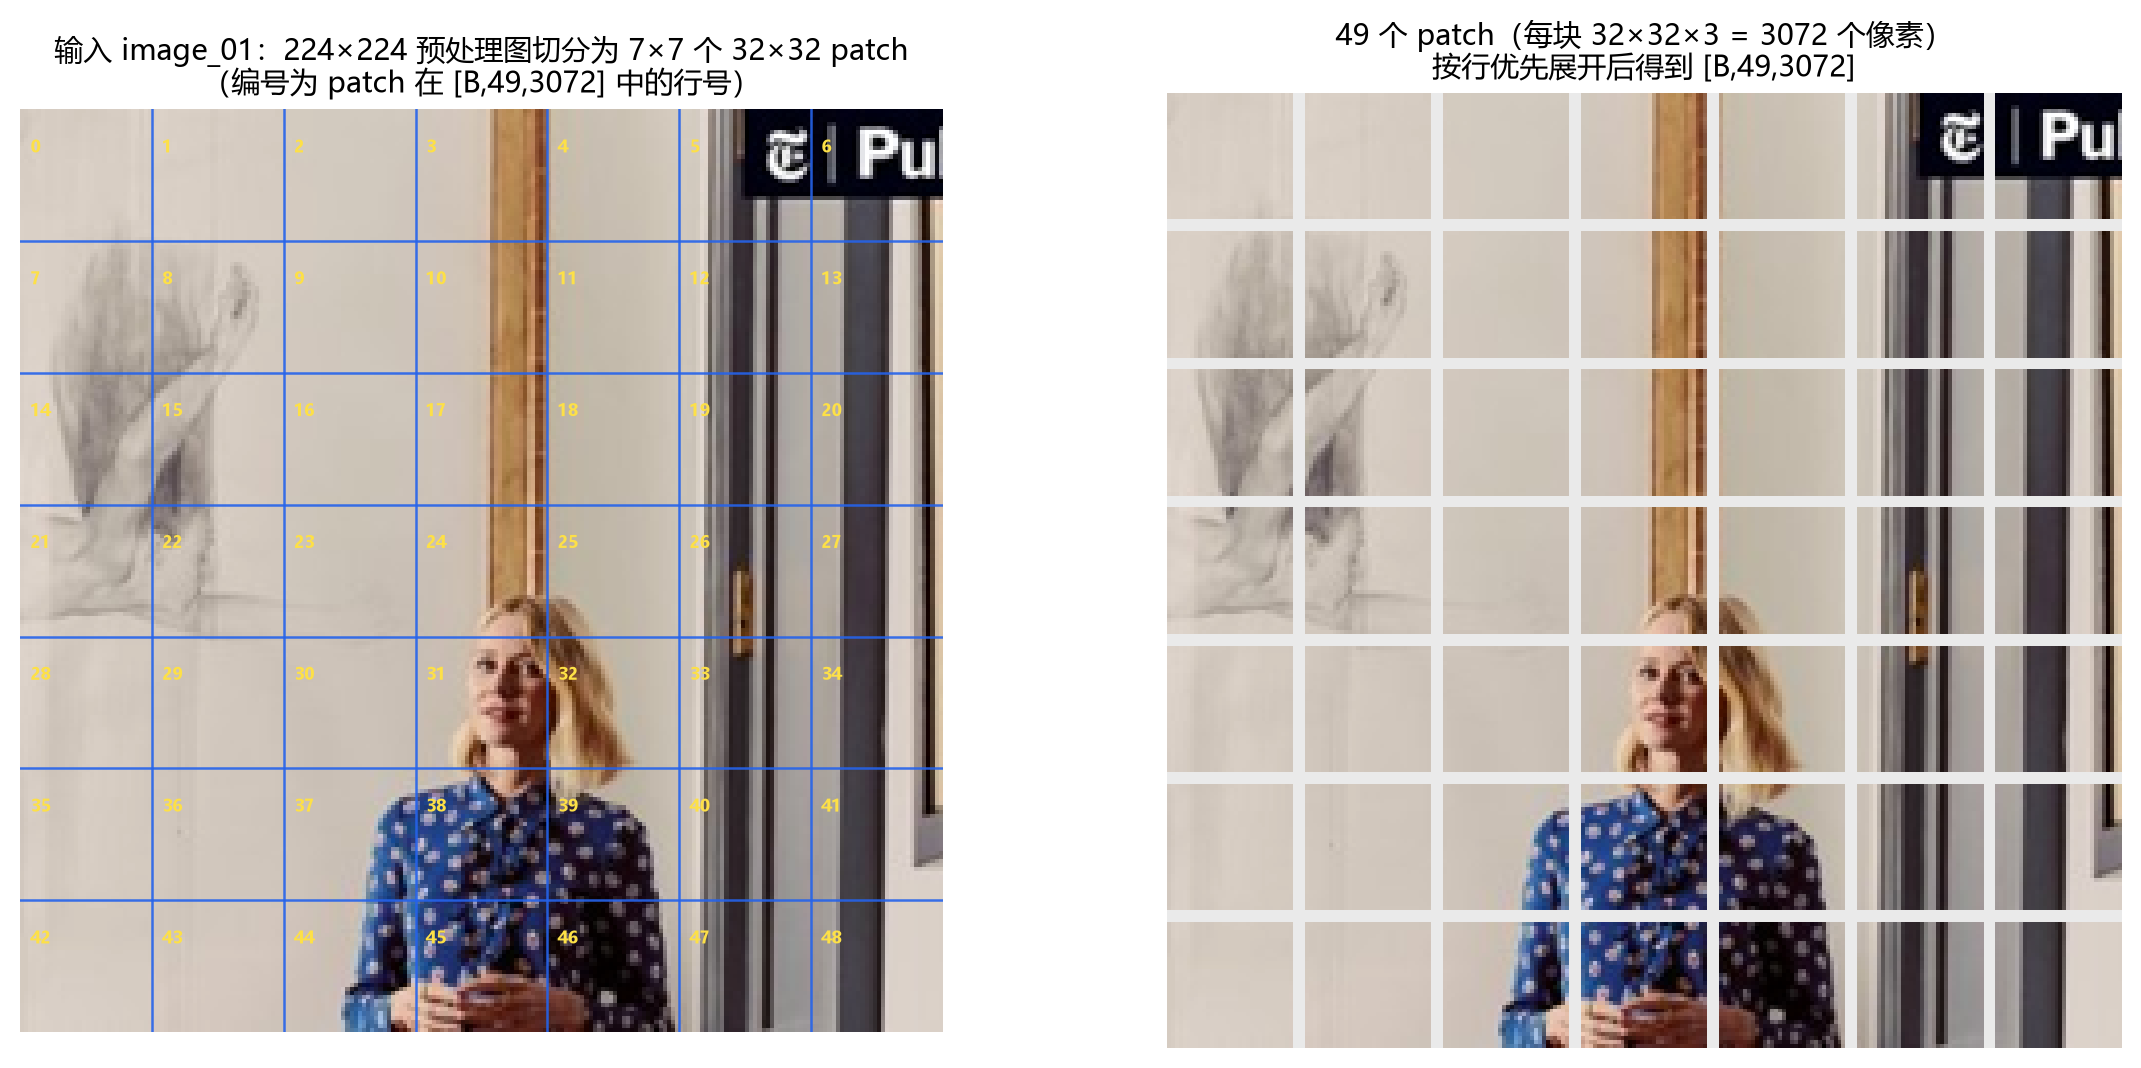 输入 image_01：224×224 预处理图切分为 7×7 个 32×32 patch
（编号为 patch 在 [B,49,3072] 中的行号）
0 1 2 3 4 5 6
𝕿 | Pul
7 8 9 10 11 12 13
14 15 16 17 18 19 20
21 22 23 24 25 26 27
28 29 30 31 32 33 34
35 36 37 38 39 40 41
42 43 44 45 46 47 48
49 个 patch（每块 32×32×3 = 3072 个像素）
按行优先展开后得到 [B,49,3072]
𝕿 | Pul